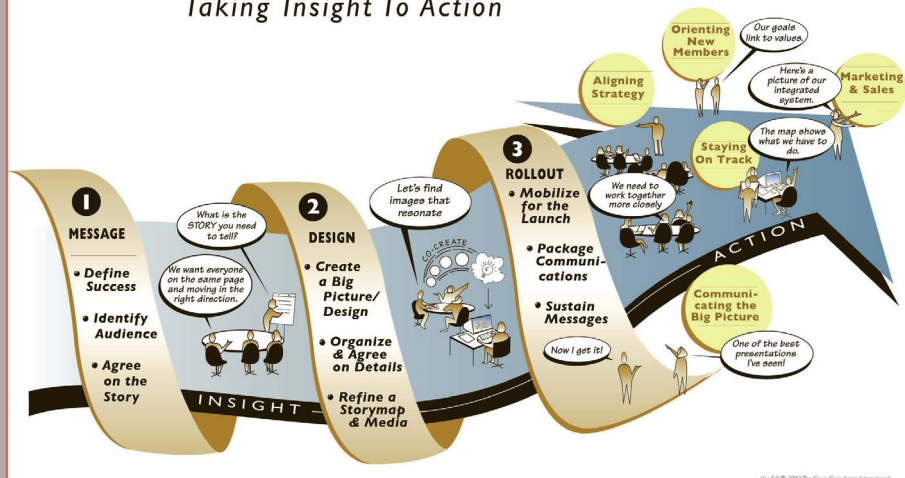 Taking Insight To Action
1
MESSAGE
• Define
Success
• Identify
Audience
• Agree
on the
Story
What is the
STORY you need
to tell?
We want everyone
on the same page
and moving in the
right direction.
INSIGHT
2
DESIGN
• Create
a Big
Picture/
Design
• Organize
& Agree
on Details
• Refine a
Storymap
& Media
Let's find
images that
resonate
CO-CREATE
3
ROLLOUT
• Mobilize
for the
Launch
• Package
Communi-
cations
• Sustain
Messages
Now I get it!
Aligning
Strategy
Orienting
New
Members
Our goals
link to values.
Here's a
picture of our
integrated
system.
Marketing
& Sales
Staying
On Track
The map shows
what we have to
do.
We need to
work together
more closely
ACTION
Communi-
cating the
Big Picture
One of the best
presentations
I've seen!